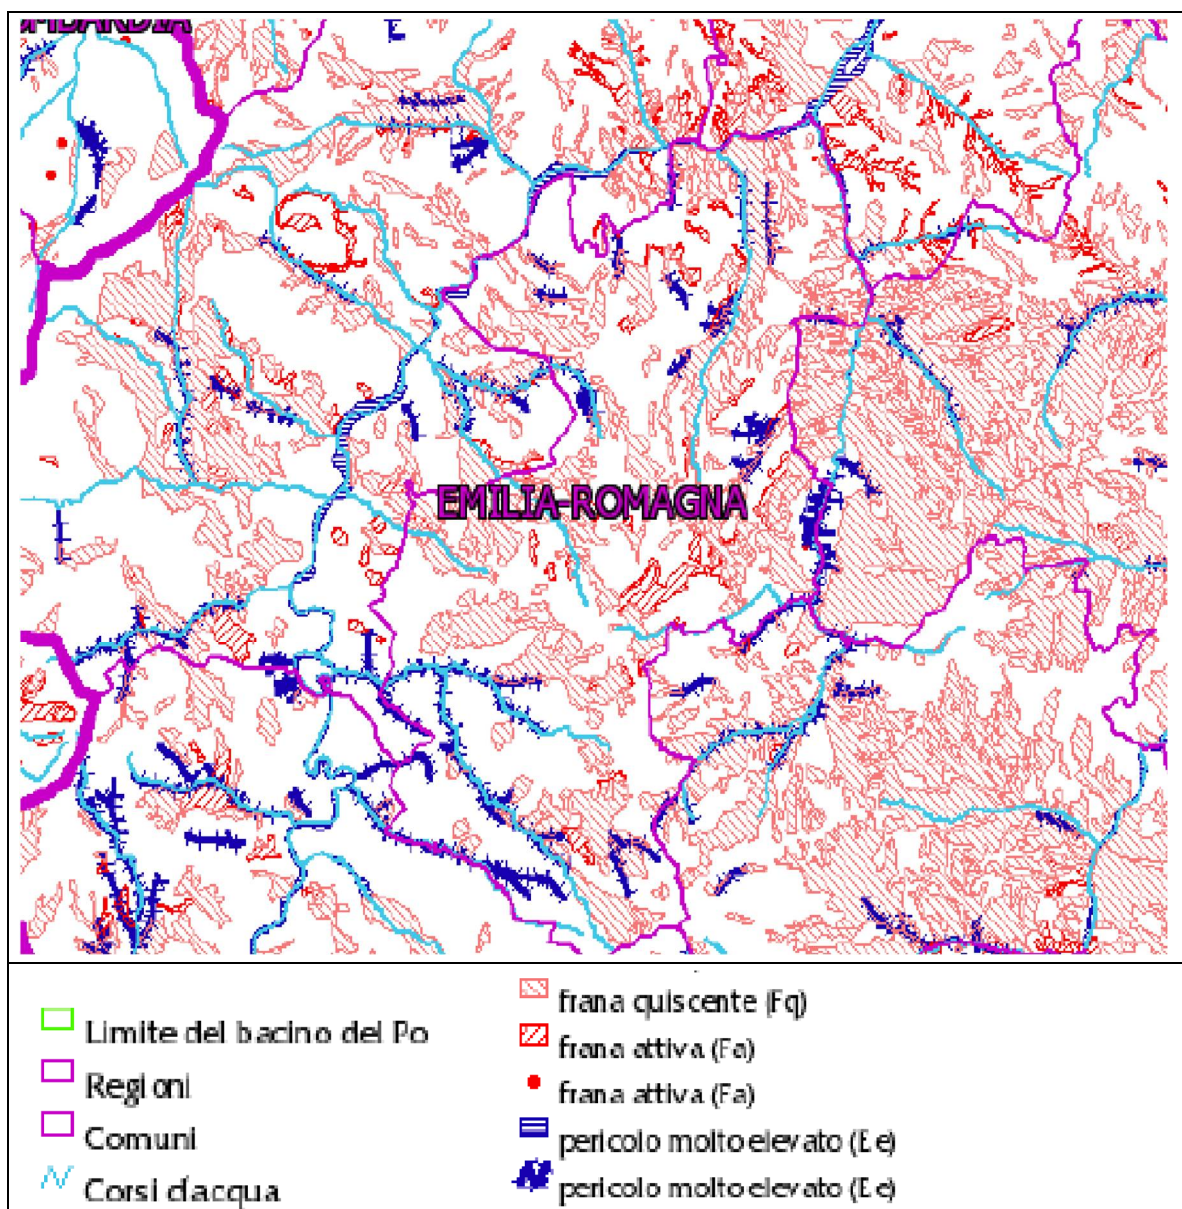 LOMBARDIA
EMILIA-ROMAGNA
Limite del bacino del Po
Regioni
Comuni
Corsi d'acqua
frana quiscente (Fq)
frana attiva (Fa)
frana attiva (Fa)
pericolo molto elevato (Ee)
pericolo molto elevato (Ee)